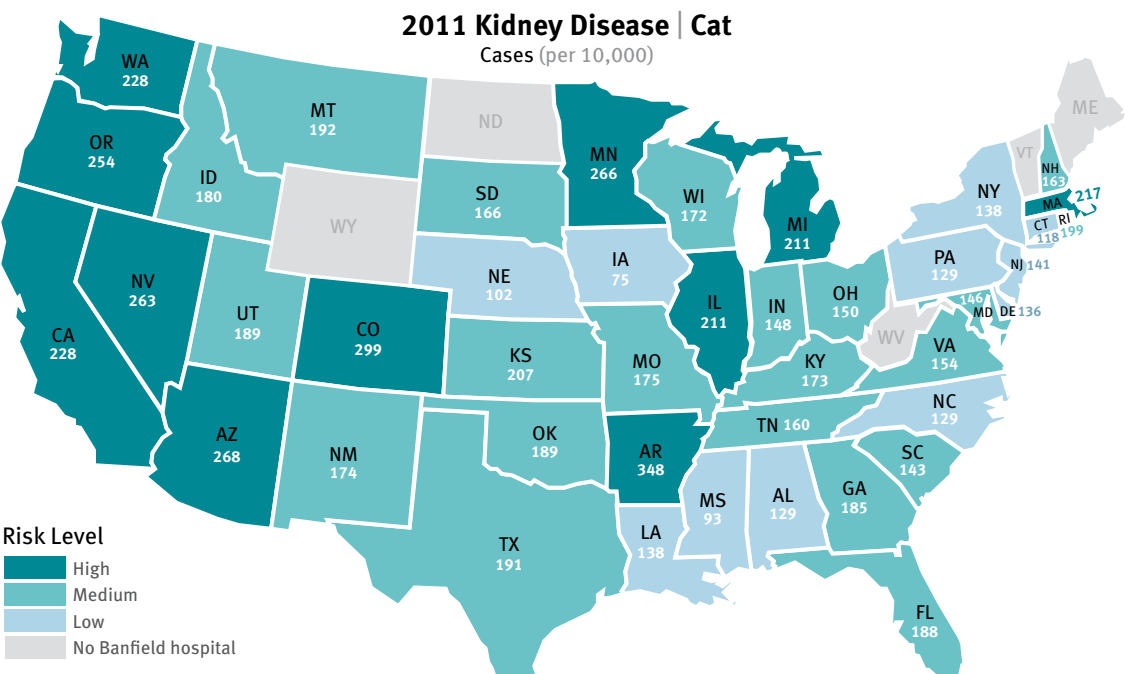 2011 Kidney Disease | Cat
Cases (per 10,000)
WA
228
OR
254
CA
228
NV
263
ID
180
MT
192
WY
UT
189
AZ
268
CO
299
NM
174
ND
SD
166
NE
102
KS
207
OK
189
TX
191
MN
266
IA
75
MO
175
AR
348
LA
138
WI
172
IL
211
MI
211
IN
148
OH
150
KY
173
TN 160
MS
93
AL
129
GA
185
FL
188
SC
143
NC
129
VA
154
WV
146
MD
DE 136
PA
129
NJ 141
NY
138
CT
118
RI
199
MA
217
VT
NH
163
ME
Risk Level
High
Medium
Low
No Banfield hospital